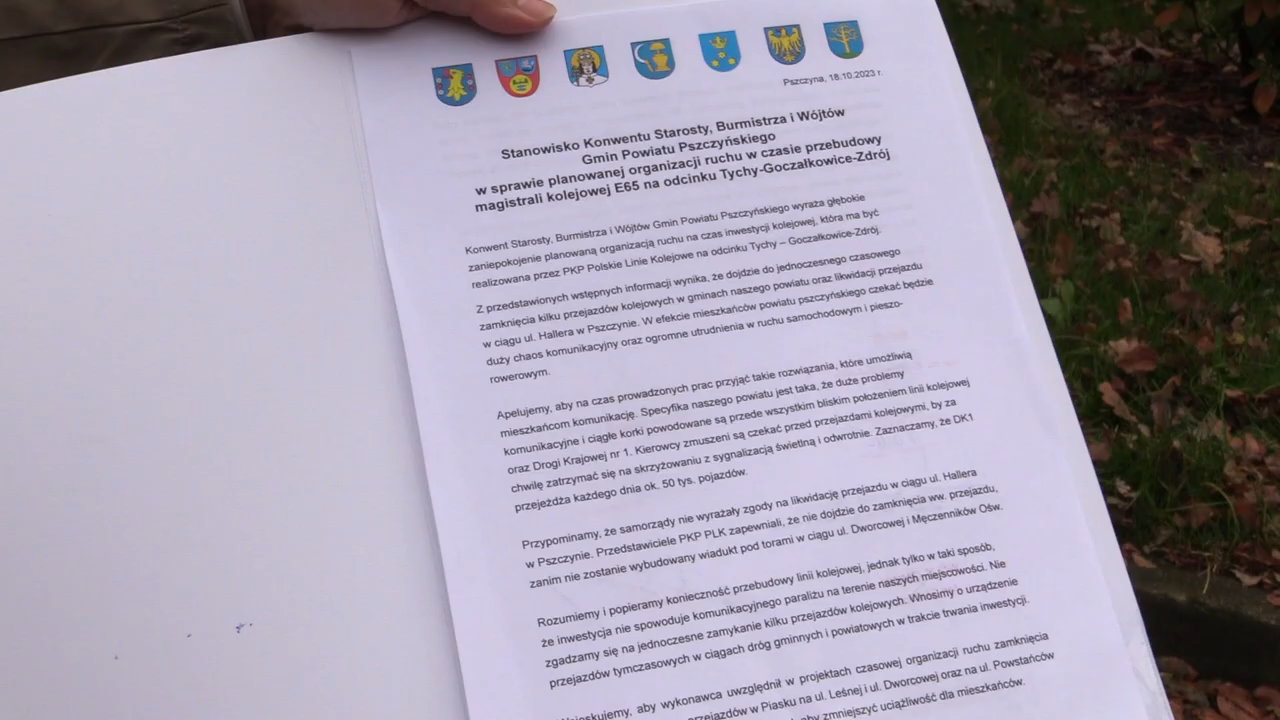 Pszczyna, 18.10.2023 r.
Stanowisko Konwentu Starosty, Burmistrza i Wójtów
Gmin Powiatu Pszczyńskiego
w sprawie planowanej organizacji ruchu w czasie przebudowy
magistrali kolejowej E65 na odcinku Tychy-Goczałkowice-Zdrój
Konwent Starosty, Burmistrza i Wójtów Gmin Powiatu Pszczyńskiego wyraża głębokie
zaniepokojenie planowaną organizacją ruchu na czas inwestycji kolejowej, która ma być
realizowana przez PKP Polskie Linie Kolejowe na odcinku Tychy – Goczałkowice-Zdrój.
Z przedstawionych wstępnych informacji wynika, że dojdzie do jednoczesnego czasowego
zamknięcia kilku przejazdów kolejowych w gminach naszego powiatu oraz likwidacji przejazdu
w ciągu ul. Hallera w Pszczynie. W efekcie mieszkańców powiatu pszczyńskiego czekać będzie
duży chaos komunikacyjny oraz ogromne utrudnienia w ruchu samochodowym i pieszo-
rowerowym.
Apelujemy, aby na czas prowadzonych prac przyjąć takie rozwiązania, które umożliwią
mieszkańcom komunikację. Specyfika naszego powiatu jest taka, że duże problemy
komunikacyjne i ciągłe korki powodowane są przede wszystkim bliskim położeniem linii kolejowej
oraz Drogi Krajowej nr 1. Kierowcy zmuszeni są czekać przed przejazdami kolejowymi, by za
chwilę zatrzymać się na skrzyżowaniu z sygnalizacją świetlną i odwrotnie. Zaznaczamy, że DK1
przejeżdża każdego dnia ok. 50 tys. pojazdów.
Przypominamy, że samorządy nie wyrażały zgody na likwidację przejazdu w ciągu ul. Hallera
w Pszczynie. Przedstawiciele PKP PLK zapewniali, że nie dojdzie do zamknięcia ww. przejazdu,
zanim nie zostanie wybudowany wiadukt pod torami w ciągu ul. Dworcowej i Męczenników Ośw.
Rozumiemy i popieramy konieczność przebudowy linii kolejowej, jednak tylko w taki sposób,
że inwestycja nie spowoduje komunikacyjnego paraliżu na terenie naszych miejscowości. Nie
zgadzamy się na jednoczesne zamykanie kilku przejazdów kolejowych. Wnosimy o urządzenie
przejazdów tymczasowych w ciągach dróg gminnych i powiatowych w trakcie trwania inwestycji.
aby wykonawca uwzględnił w projektach czasowej organizacji ruchu zamknięcia
przejazdów w Piasku na ul. Leśnej i ul. Dworcowej oraz na ul. Powstańców
aby zmniejszyć uciążliwość dla mieszkańców.